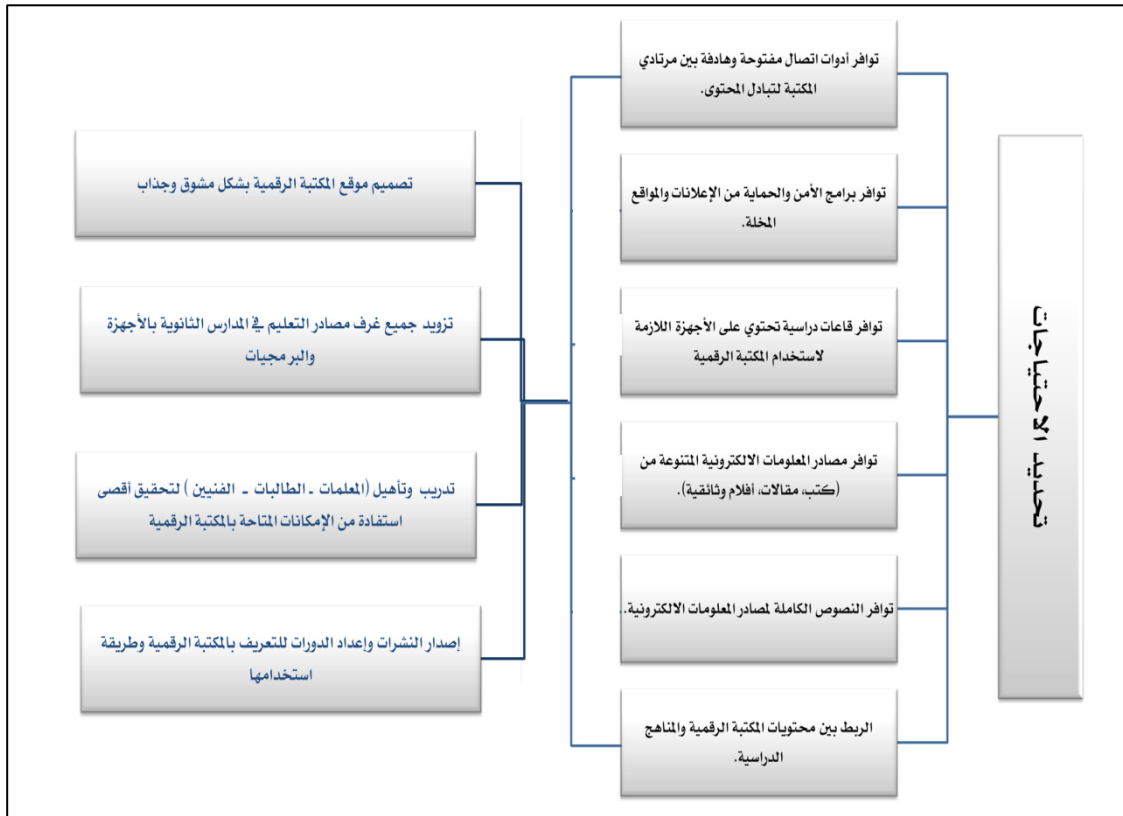 تحديد الاحتياجات
توافر أدوات اتصال مفتوحة وهادفة بين مرتادي
المكتبة لتبادل المحتوى.
توافر برامج الأمن والحماية من الإعلانات والمواقع
المخلة.
توافر قاعات دراسية تحتوي على الأجهزة اللازمة
لاستخدام المكتبة الرقمية
توافر مصادر المعلومات الالكترونية المتنوعة من
(كتب، مقالات، أفلام وثائقية).
توافر النصوص الكاملة لمصادر المعلومات الالكترونية.
الربط بين محتويات المكتبة الرقمية والمناهج
الدراسية.
تصميم موقع المكتبة الرقمية بشكل مشوق وجذاب
تزويد جميع غرف مصادر التعليم في المدارس الثانوية بالأجهزة
والبرمجيات
تدريب وتأهيل (المعلمات - الطالبات - الفنيين ) لتحقيق أقصى
استفادة من الإمكانات المتاحة بالمكتبة الرقمية
إصدار النشرات وإعداد الدورات للتعريف بالمكتبة الرقمية وطريقة
استخدامها